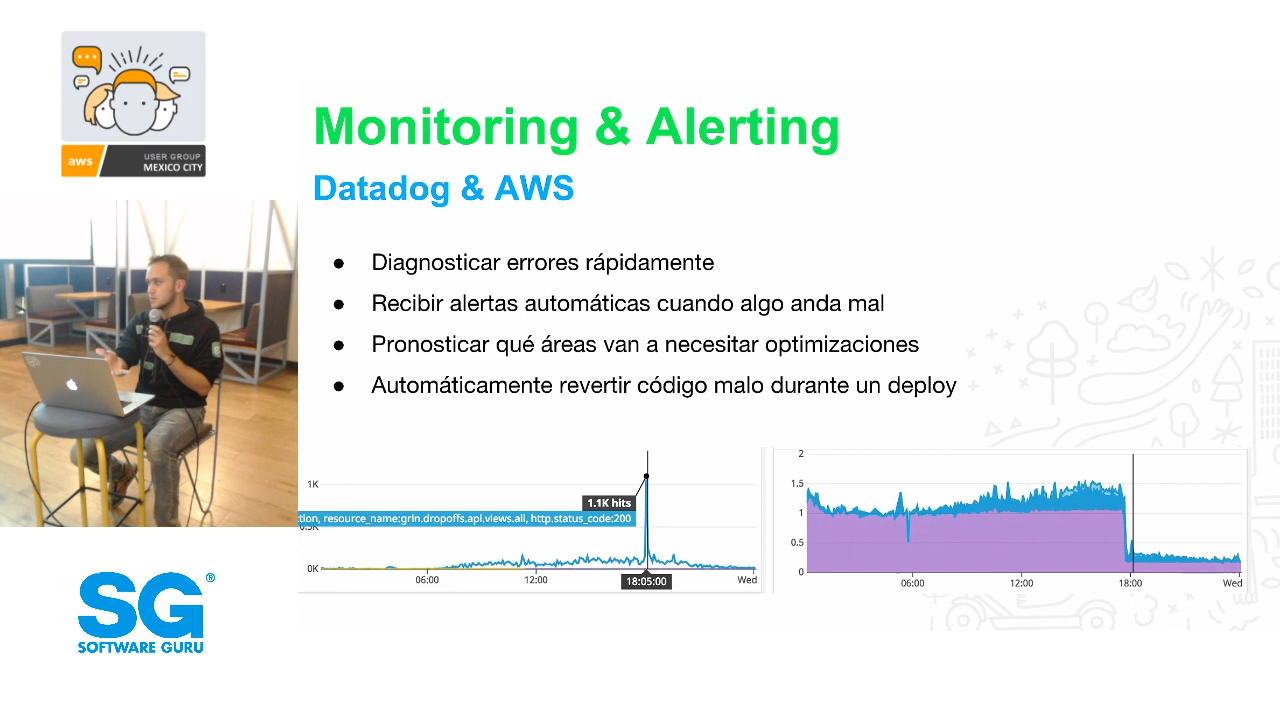 aws
USER GROUP
MEXICO CITY
Monitoring & Alerting
Datadog & AWS
● Diagnosticar errores rápidamente
● Recibir alertas automáticas cuando algo anda mal
● Pronosticar qué áreas van a necesitar optimizaciones
● Automáticamente revertir código malo durante un deploy
1K
1.1K hits
tion, resource_name:grin.dropoffs.api.views.all, http.status_code:200
0.5K
0K
06:00 12:00 18:05:00 Wed
2
1.5
1
0.5
0
06:00 12:00 18:00 Wed
SG®
SOFTWARE GURU